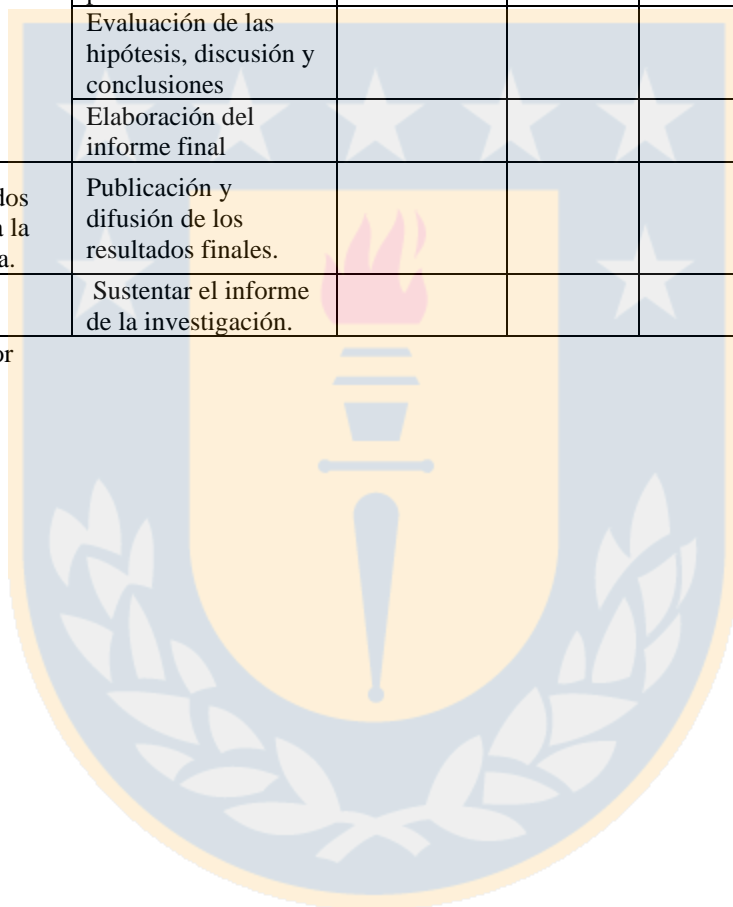 Evaluación de las
hipótesis, discusión y
conclusiones
Elaboración del
informe final
Publicación y
difusión de los
resultados finales.
Sustentar el informe
de la investigación.